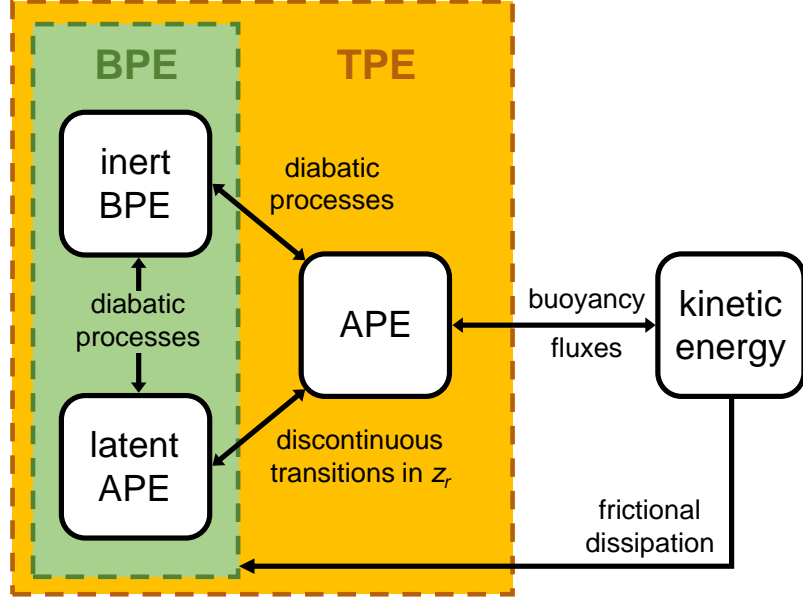 BPE
TPE
inert
BPE
diabatic
processes
diabatic
processes
APE
buoyancy
fluxes
kinetic
energy
latent
APE
discontinuous
transitions in zᵣ
frictional
dissipation